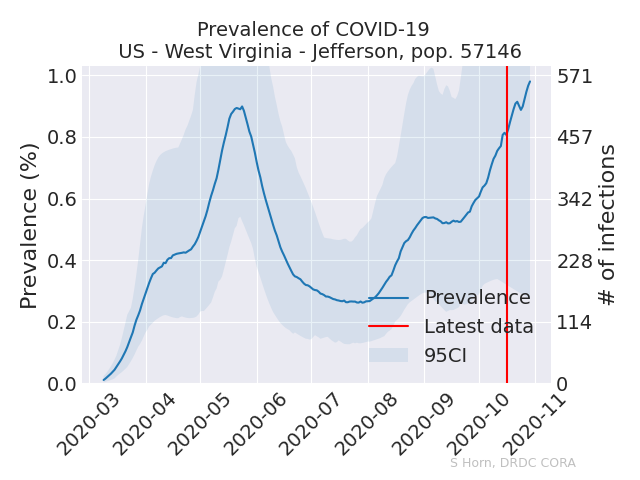 Prevalence of COVID-19
US - West Virginia - Jefferson, pop. 57146
1.0
0.8
0.6
0.4
0.2
0.0
Prevalence (%)
571
457
342
228
114
0
# of infections
Prevalence
Latest data
95CI
2020-03
2020-04
2020-05
2020-06
2020-07
2020-08
2020-09
2020-10
2020-11
S Horn, DRDC CORA